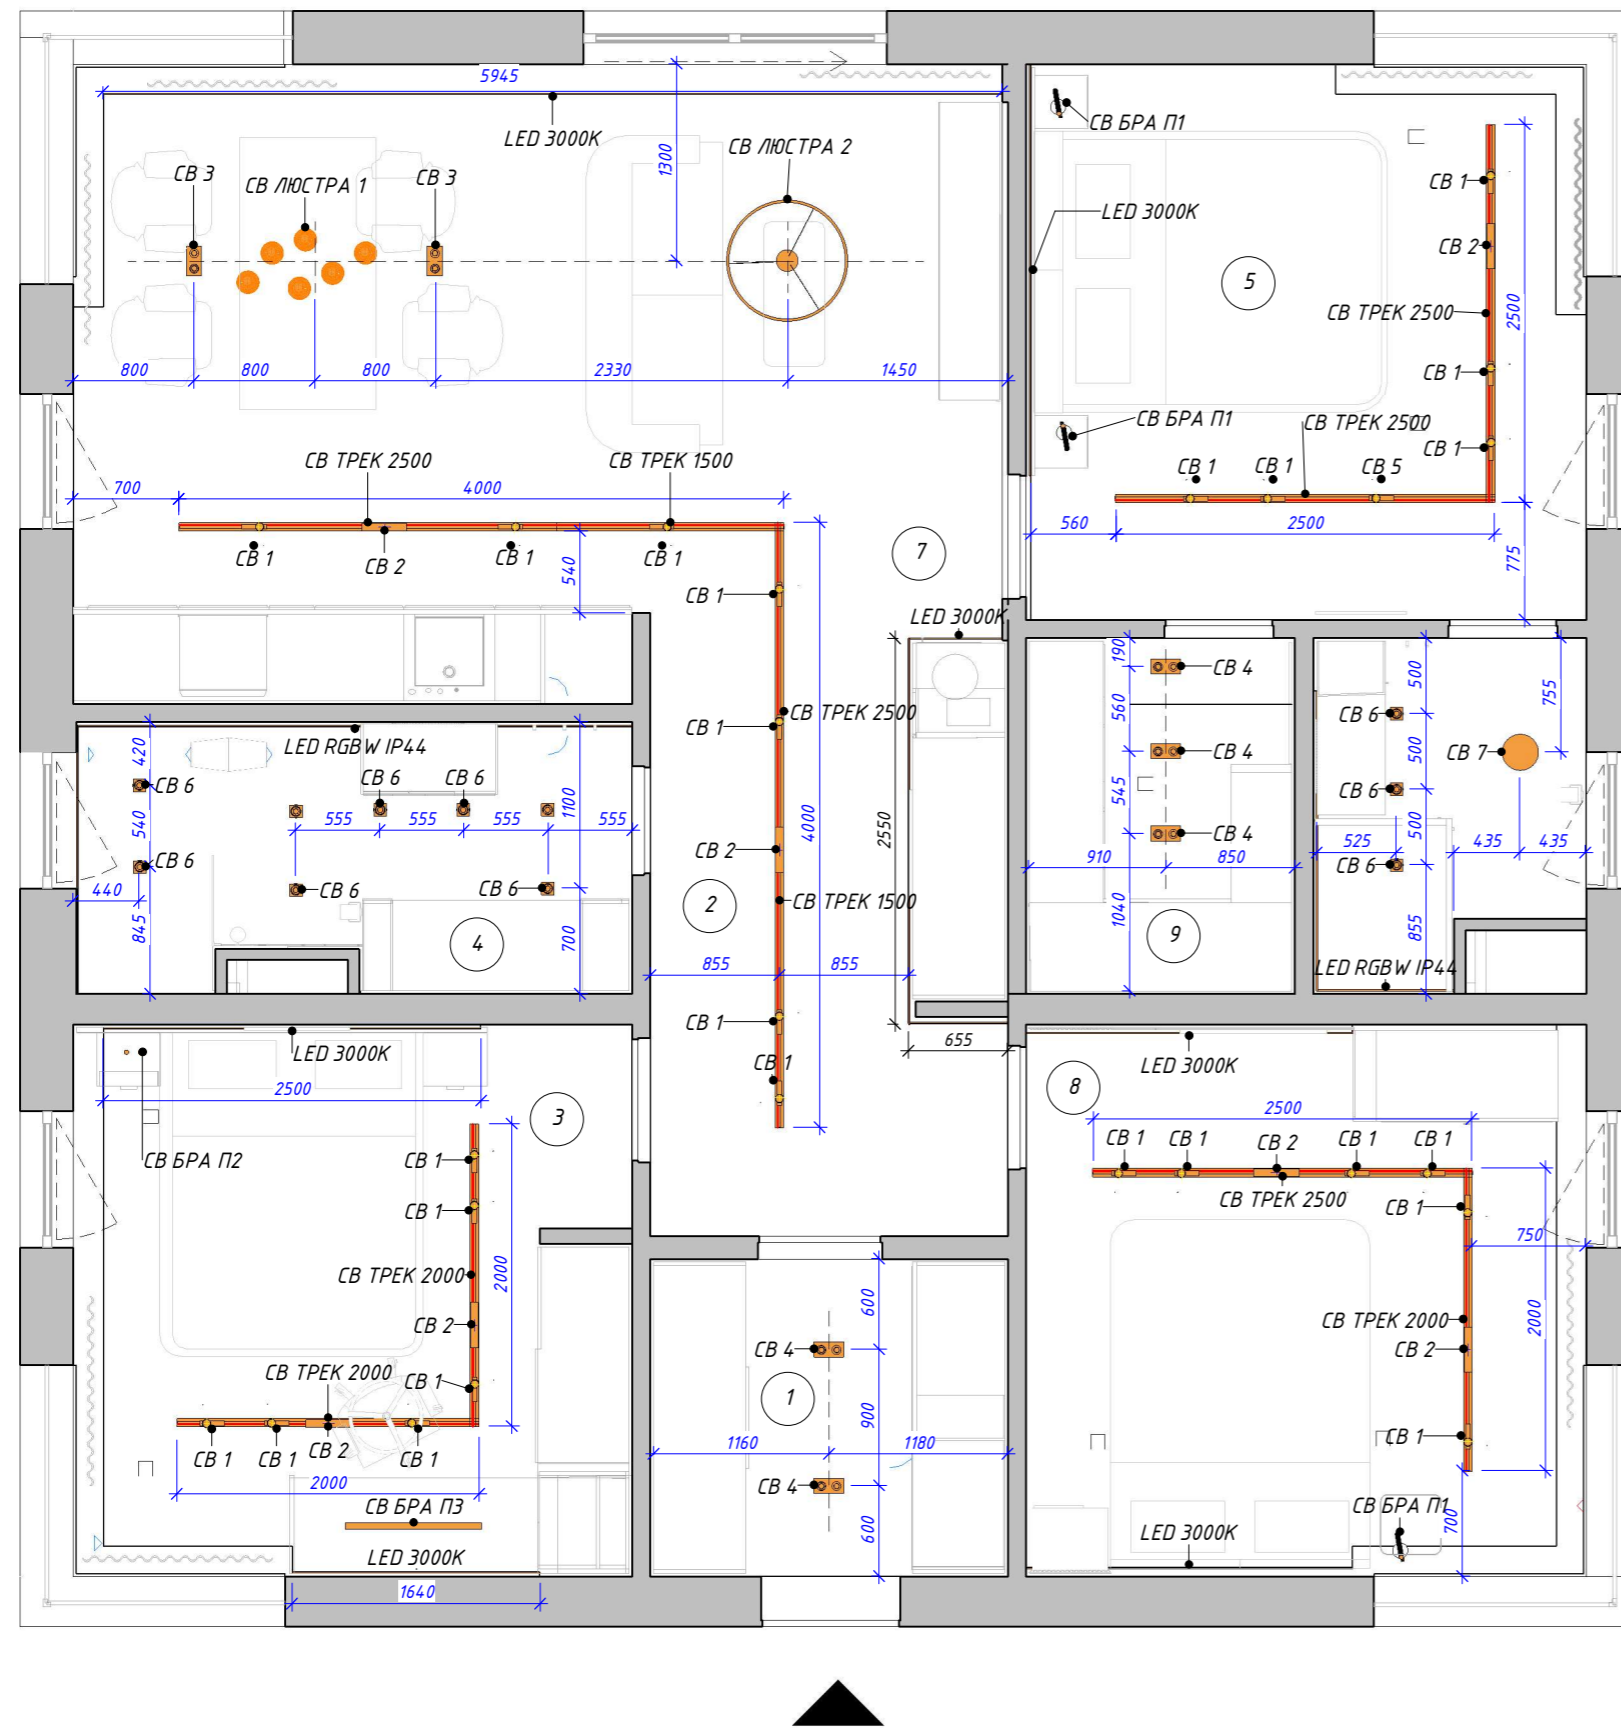 5945
LED 3000K
СВ 3
СВ ЛЮСТРА 1
СВ 3
1300
СВ ЛЮСТРА 2
800
800
800
2330
1450
СВ БРА П1
LED 3000K
СВ 1
СВ 2
5
СВ ТРЕК 2500
2500
СВ 1
СВ БРА П1
СВ ТРЕК 2500
СВ 1
СВ 1
СВ 1
СВ 5
560
2500
775
СВ ТРЕК 2500
СВ ТРЕК 1500
700
4000
СВ 1
СВ 2
СВ 1
СВ 1
540
7
СВ 1
LED 3000K
СВ 1
СВ ТРЕК 2500
4000
2550
СВ 2
СВ ТРЕК 1500
2
855
855
СВ 1
655
СВ 1
LED RGBW IP44
420
СВ 6
СВ 6
СВ 6
540
555
555
555
555
1100
СВ 6
440
СВ 6
СВ 6
845
4
700
190
СВ 4
560
СВ 4
545
СВ 4
910
850
1040
9
500
755
СВ 6
500
СВ 7
СВ 6
500
525
435
435
СВ 6
855
LED RGBW IP44
LED 3000K
2500
3
СВ БРА П2
СВ 1
СВ 1
СВ ТРЕК 2000
2000
СВ 2
СВ ТРЕК 2000
СВ 1
СВ 1
СВ 1
СВ 2
СВ 1
2000
СВ БРА П3
LED 3000K
1640
600
СВ 4
1
900
1160
1180
СВ 4
600
LED 3000K
8
2500
СВ 1
СВ 1
СВ 2
СВ 1
СВ 1
СВ ТРЕК 2500
СВ 1
750
СВ ТРЕК 2000
2000
СВ 2
СВ 1
СВ БРА П1
700
LED 3000K